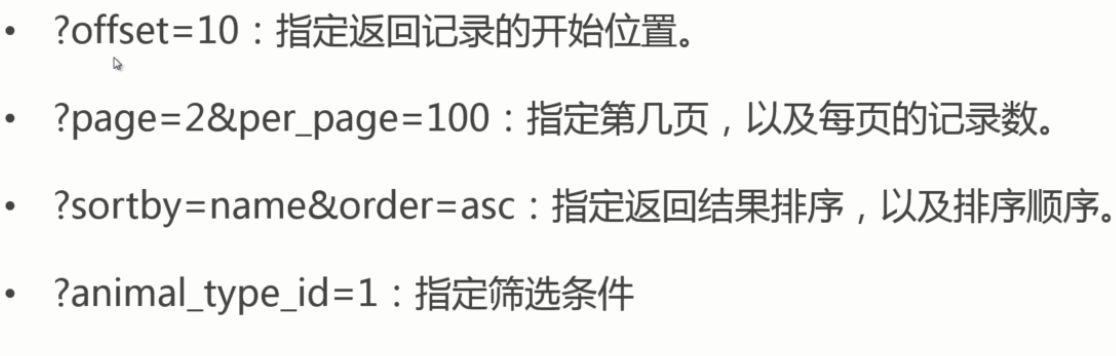 • ?offset=10：指定返回记录的开始位置。
• ?page=2&per_page=100：指定第几页，以及每页的记录数。
• ?sortby=name&order=asc：指定返回结果排序，以及排序顺序。
• ?animal_type_id=1：指定筛选条件